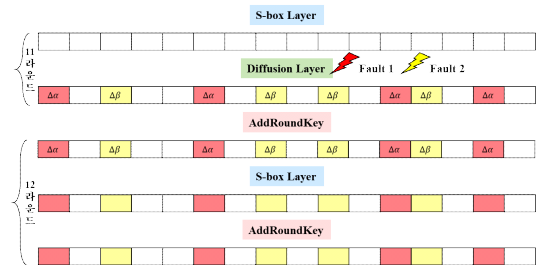 S-box Layer
11
라
운
드
Diffusion Layer
Fault 1
Fault 2
Δα
Δβ
Δα
Δβ
Δβ
Δα
Δβ
Δα
AddRoundKey
Δα
Δβ
Δα
Δβ
Δβ
Δα
Δβ
Δα
12
라
운
드
S-box Layer
AddRoundKey